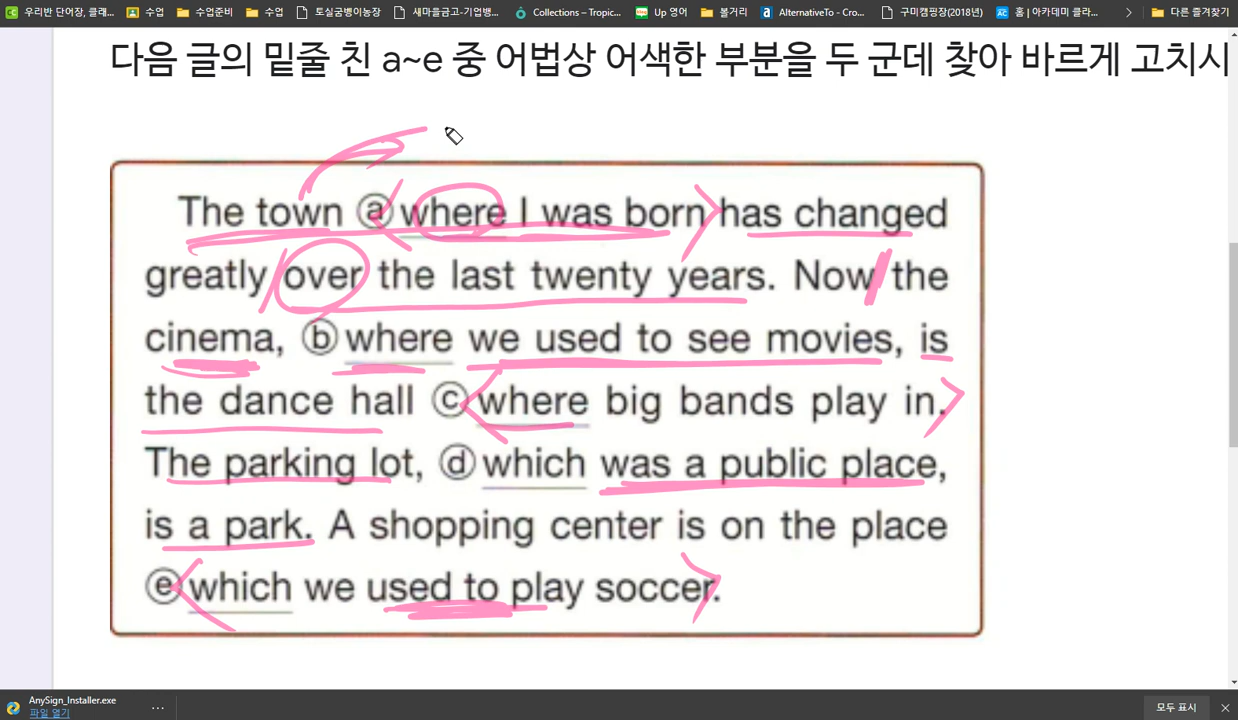 우리반 단어장, 클래... 수업 수업준비 수업 토실굼벵이농장 새마을금고-기업뱅... Collections – Tropic... Up 영어 볼거리 AlternativeTo - Cro... 구미캠핑장(2018년) 홈 | 아카데미 클라... 다른 즐겨찾기
다음 글의 밑줄 친 a~e 중 어법상 어색한 부분을 두 군데 찾아 바르게 고치시
The town ⓐ where I was born has changed
greatly over the last twenty years. Now the
cinema, ⓑ where we used to see movies, is
the dance hall ⓒ where big bands play in.
The parking lot, ⓓ which was a public place,
is a park. A shopping center is on the place
ⓔ which we used to play soccer.
AnySign_Installer.exe
파일 열기
모두 표시